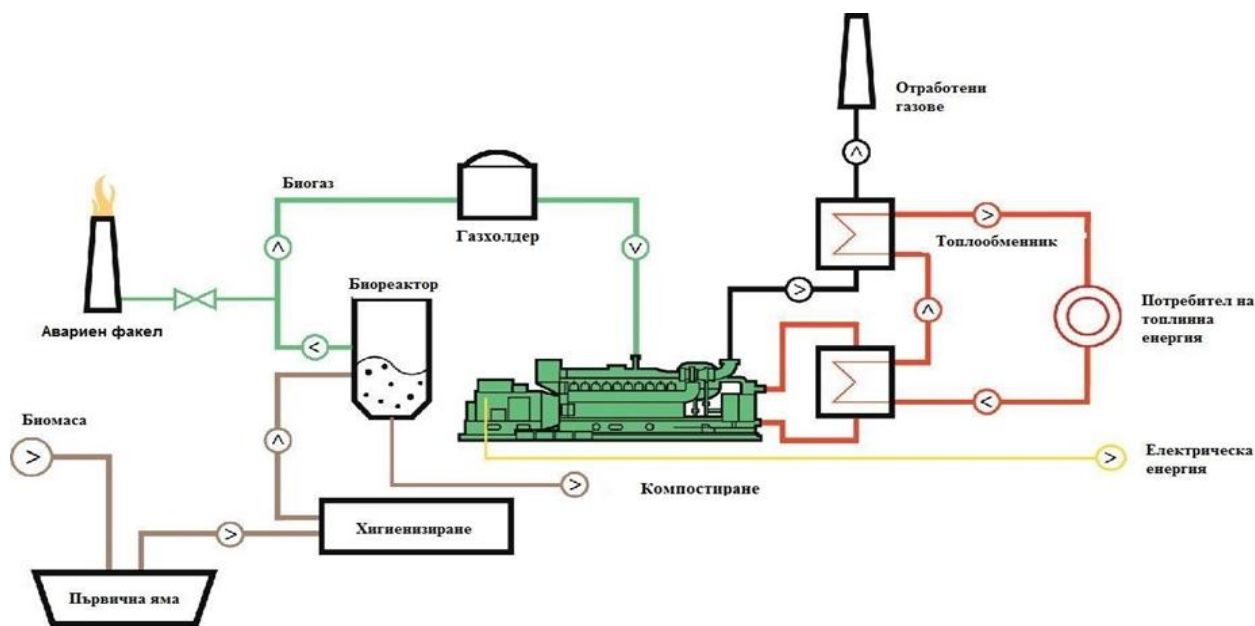 Отработени
газове
Биогаз
Газхолдер
Топлообменник
Биореактор
Авариен факел
Потребител на
топлинна
енергия
Биомаса
Електрическа
енергия
Компостиране
Хигиенизиране
Първична яма